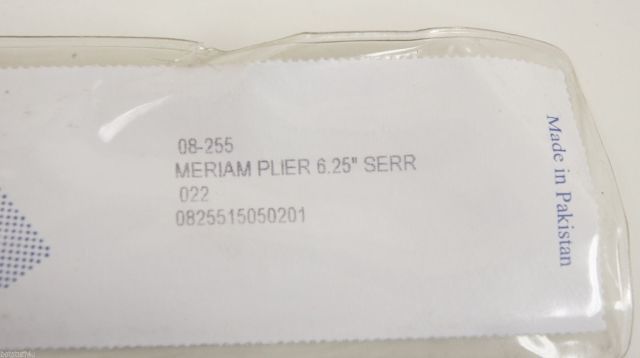 08-255
MERIAM PLIER 6.25" SERR
022
0825515050201
Made in Pakistan